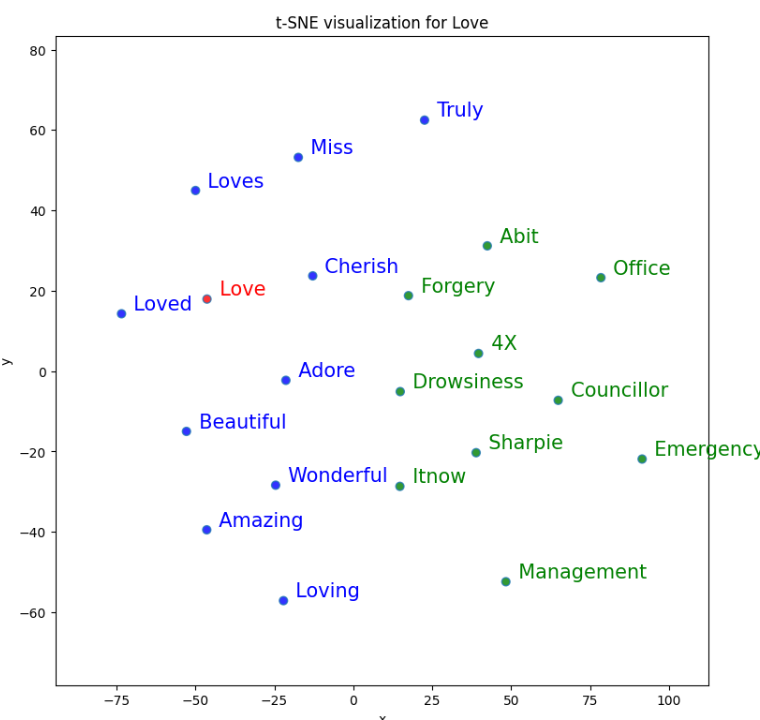 t-SNE visualization for Love
80
60
40
20
0
−20
−40
−60
y
Truly
Miss
Loves
Abit
Cherish
Office
Love
Forgery
Loved
4X
Adore
Drowsiness
Councillor
Beautiful
Sharpie
Emergency
Wonderful
Itnow
Amazing
Management
Loving
−75
−50
−25
0
25
50
75
100
x